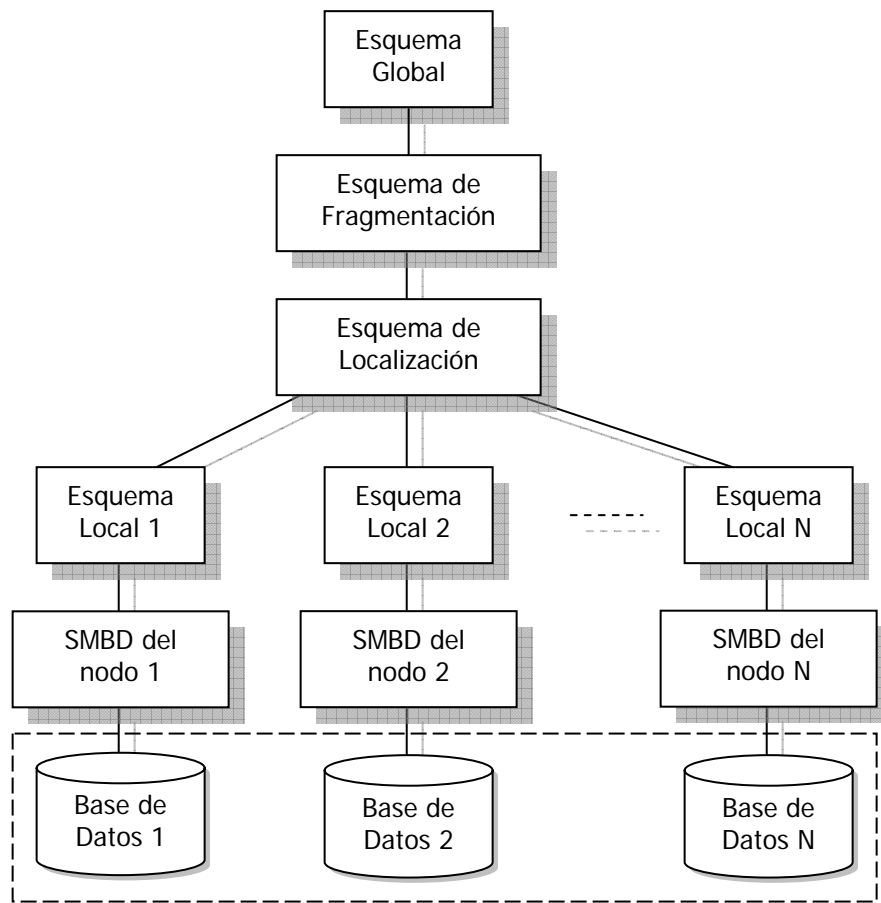 Esquema
Global
Esquema de
Fragmentación
Esquema de
Localización
Esquema
Local 1
Esquema
Local 2
Esquema
Local N
SMBD del
nodo 1
SMBD del
nodo 2
SMBD del
nodo N
Base de
Datos 1
Base de
Datos 2
Base de
Datos N